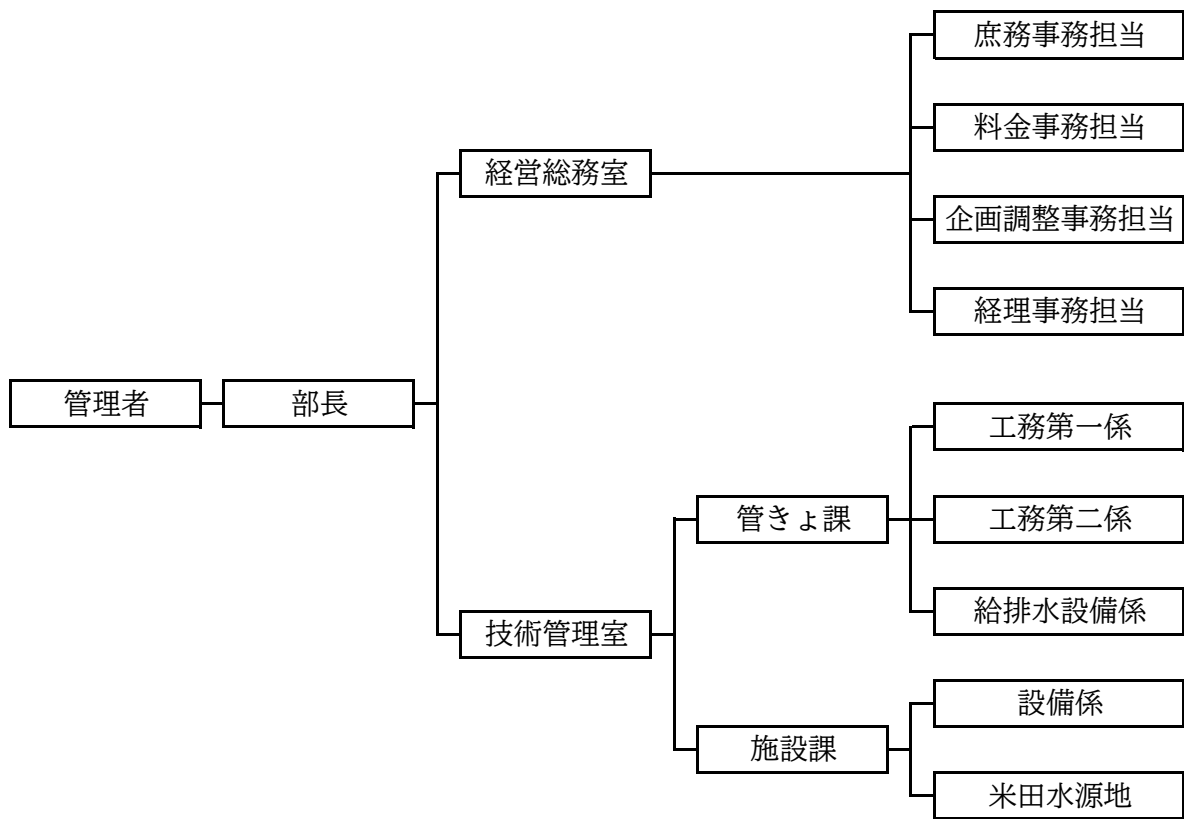 庶務事務担当
料金事務担当
経営総務室
企画調整事務担当
経理事務担当
管理者
部長
工務第一係
管きょ課
工務第二係
給排水設備係
技術管理室
設備係
施設課
米田水源地